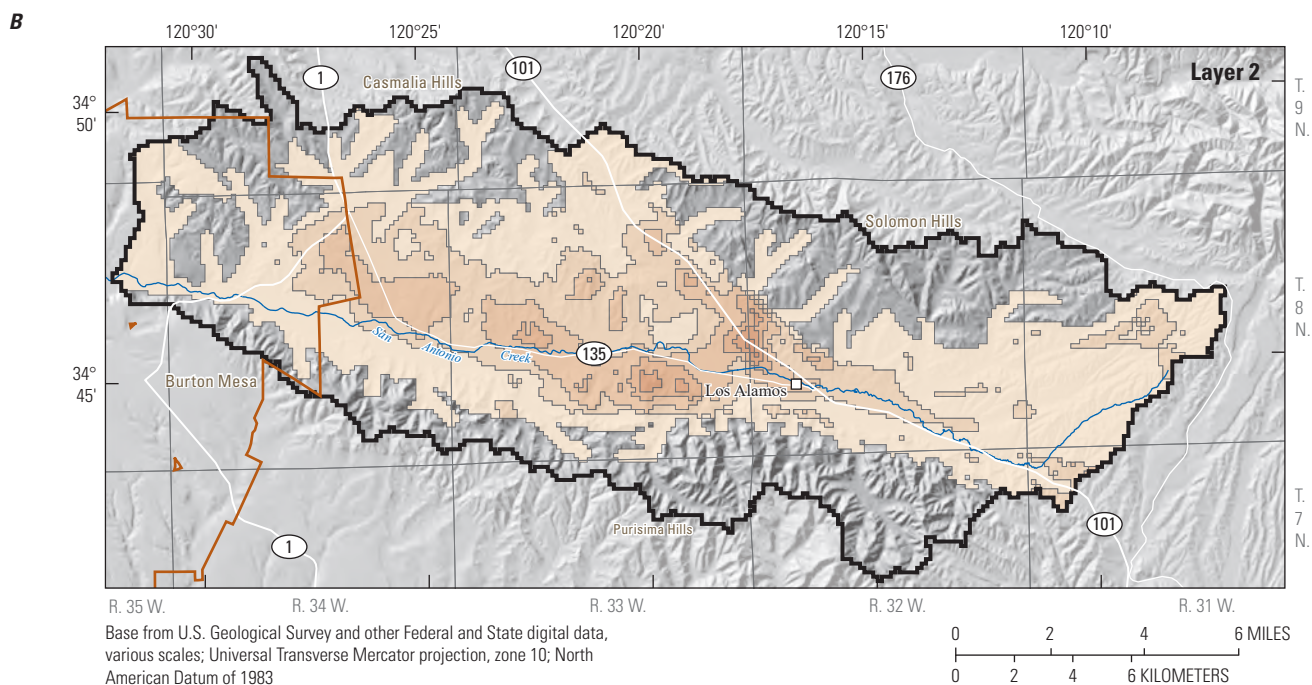 B
120°30'
120°25'
120°20'
120°15'
120°10'
1
Casmalia Hills
101
176
Layer 2
34°
50'
T.
9
N.
Solomon Hills
T.
8
N.
San
Antonio
Creek
135
34°
45'
Burton Mesa
Los Alamos
T.
7
N.
Purisima Hills
1
101
R. 35 W.
R. 34 W.
R. 33 W.
R. 32 W.
R. 31 W.
Base from U.S. Geological Survey and other Federal and State digital data,
various scales; Universal Transverse Mercator projection, zone 10; North
American Datum of 1983
0 2 4 6 MILES
0 2 4 6 KILOMETERS